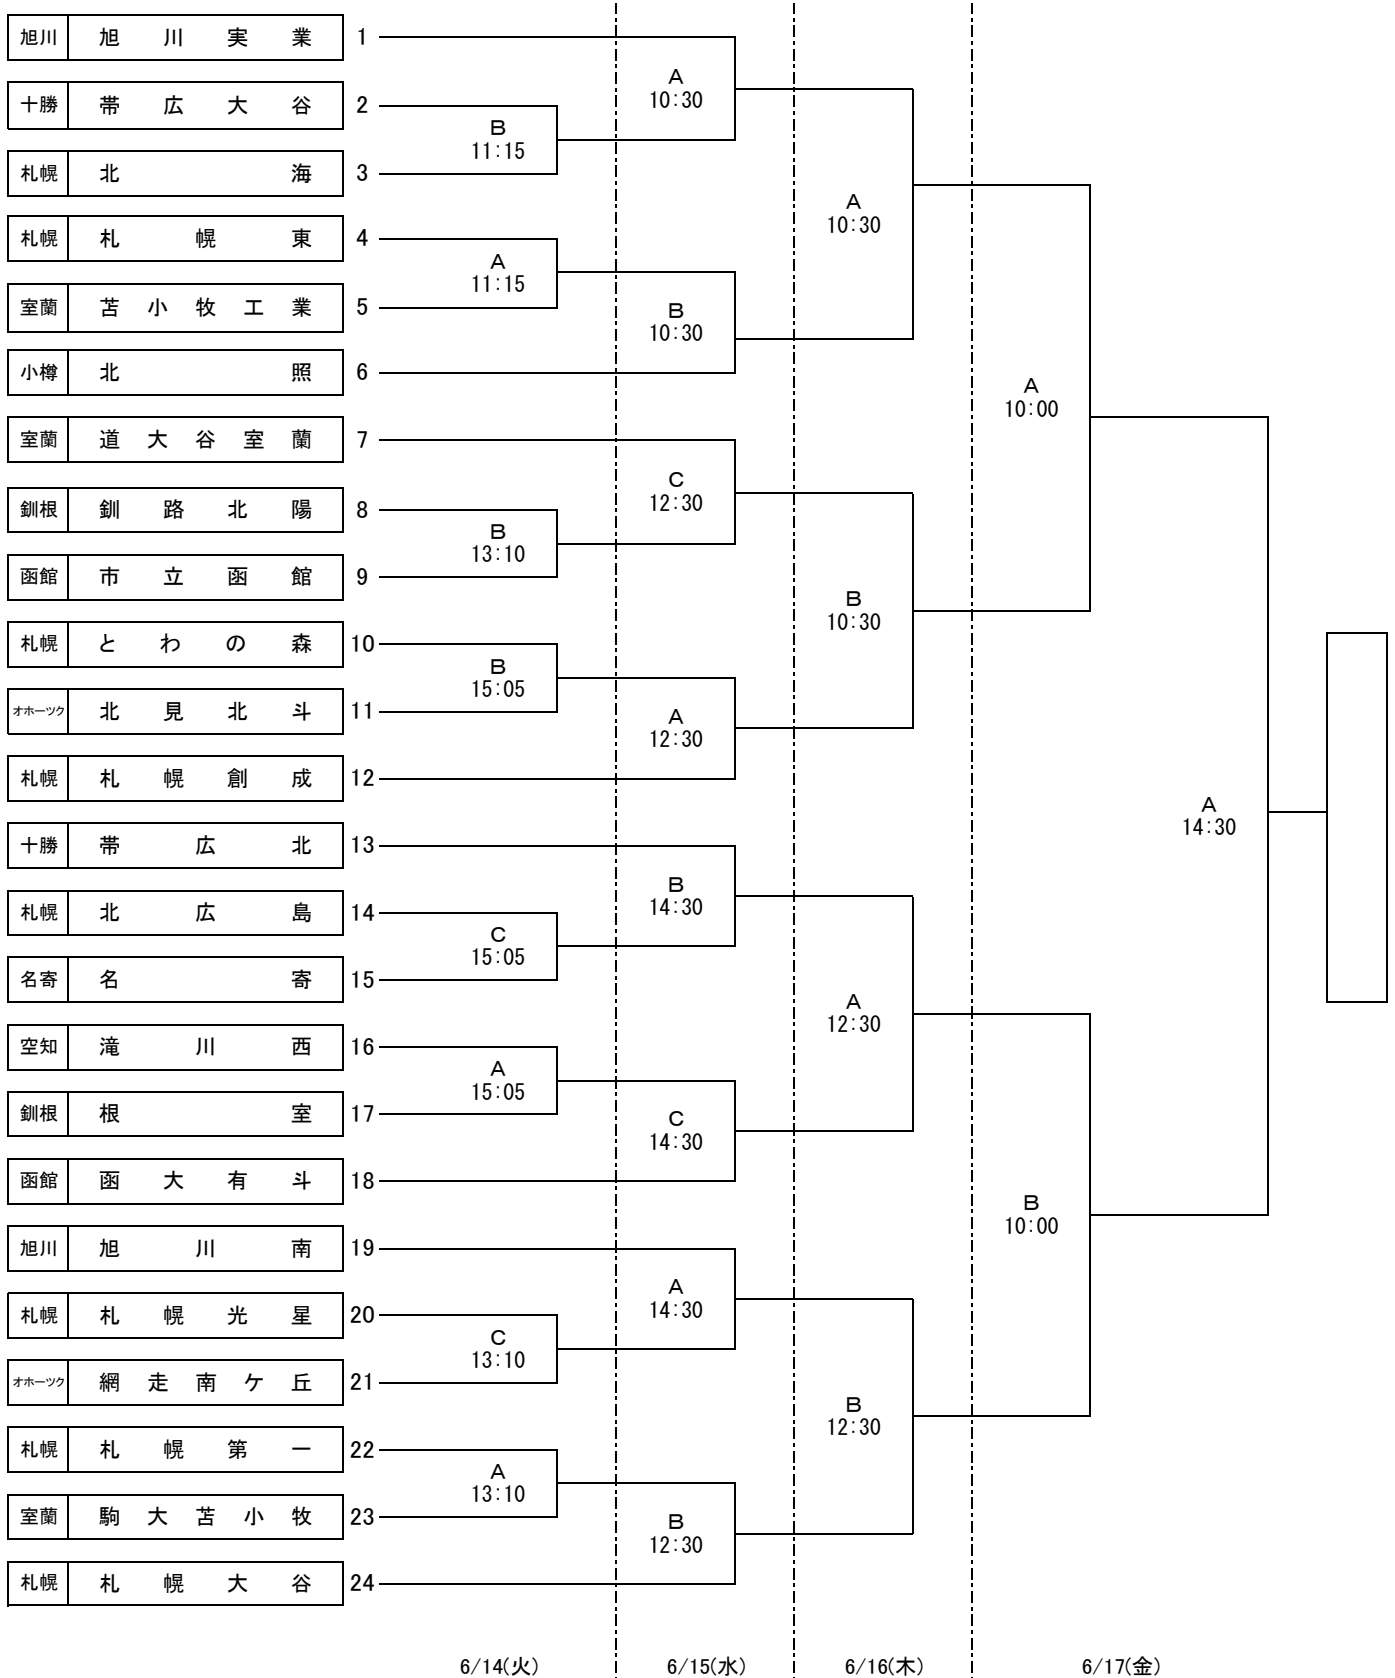 旭川 旭川実業 1
A
10:30
十勝 帯広大谷 2
B
11:15
札幌 北海 3
A
10:30
札幌 札幌東 4
A
11:15
室蘭 苫小牧工業 5
B
10:30
小樽 北照 6
A
10:00
室蘭 道大谷室蘭 7
C
12:30
釧根 釧路北陽 8
B
13:10
函館 市立函館 9
B
10:30
札幌 とわの森 10
B
15:05
オホーツク 北見北斗 11
A
12:30
札幌 札幌創成 12
A
14:30
十勝 帯広北 13
B
14:30
札幌 北広島 14
C
15:05
名寄 名寄 15
A
12:30
空知 滝川西 16
A
15:05
釧根 根室 17
C
14:30
函館 函大有斗 18
B
10:00
旭川 旭川南 19
A
14:30
札幌 札幌光星 20
C
13:10
オホーツク 網走南ケ丘 21
B
12:30
札幌 札幌第一 22
A
13:10
室蘭 駒大苫小牧 23
B
12:30
札幌 札幌大谷 24
6/14(火) 6/15(水) 6/16(木) 6/17(金)